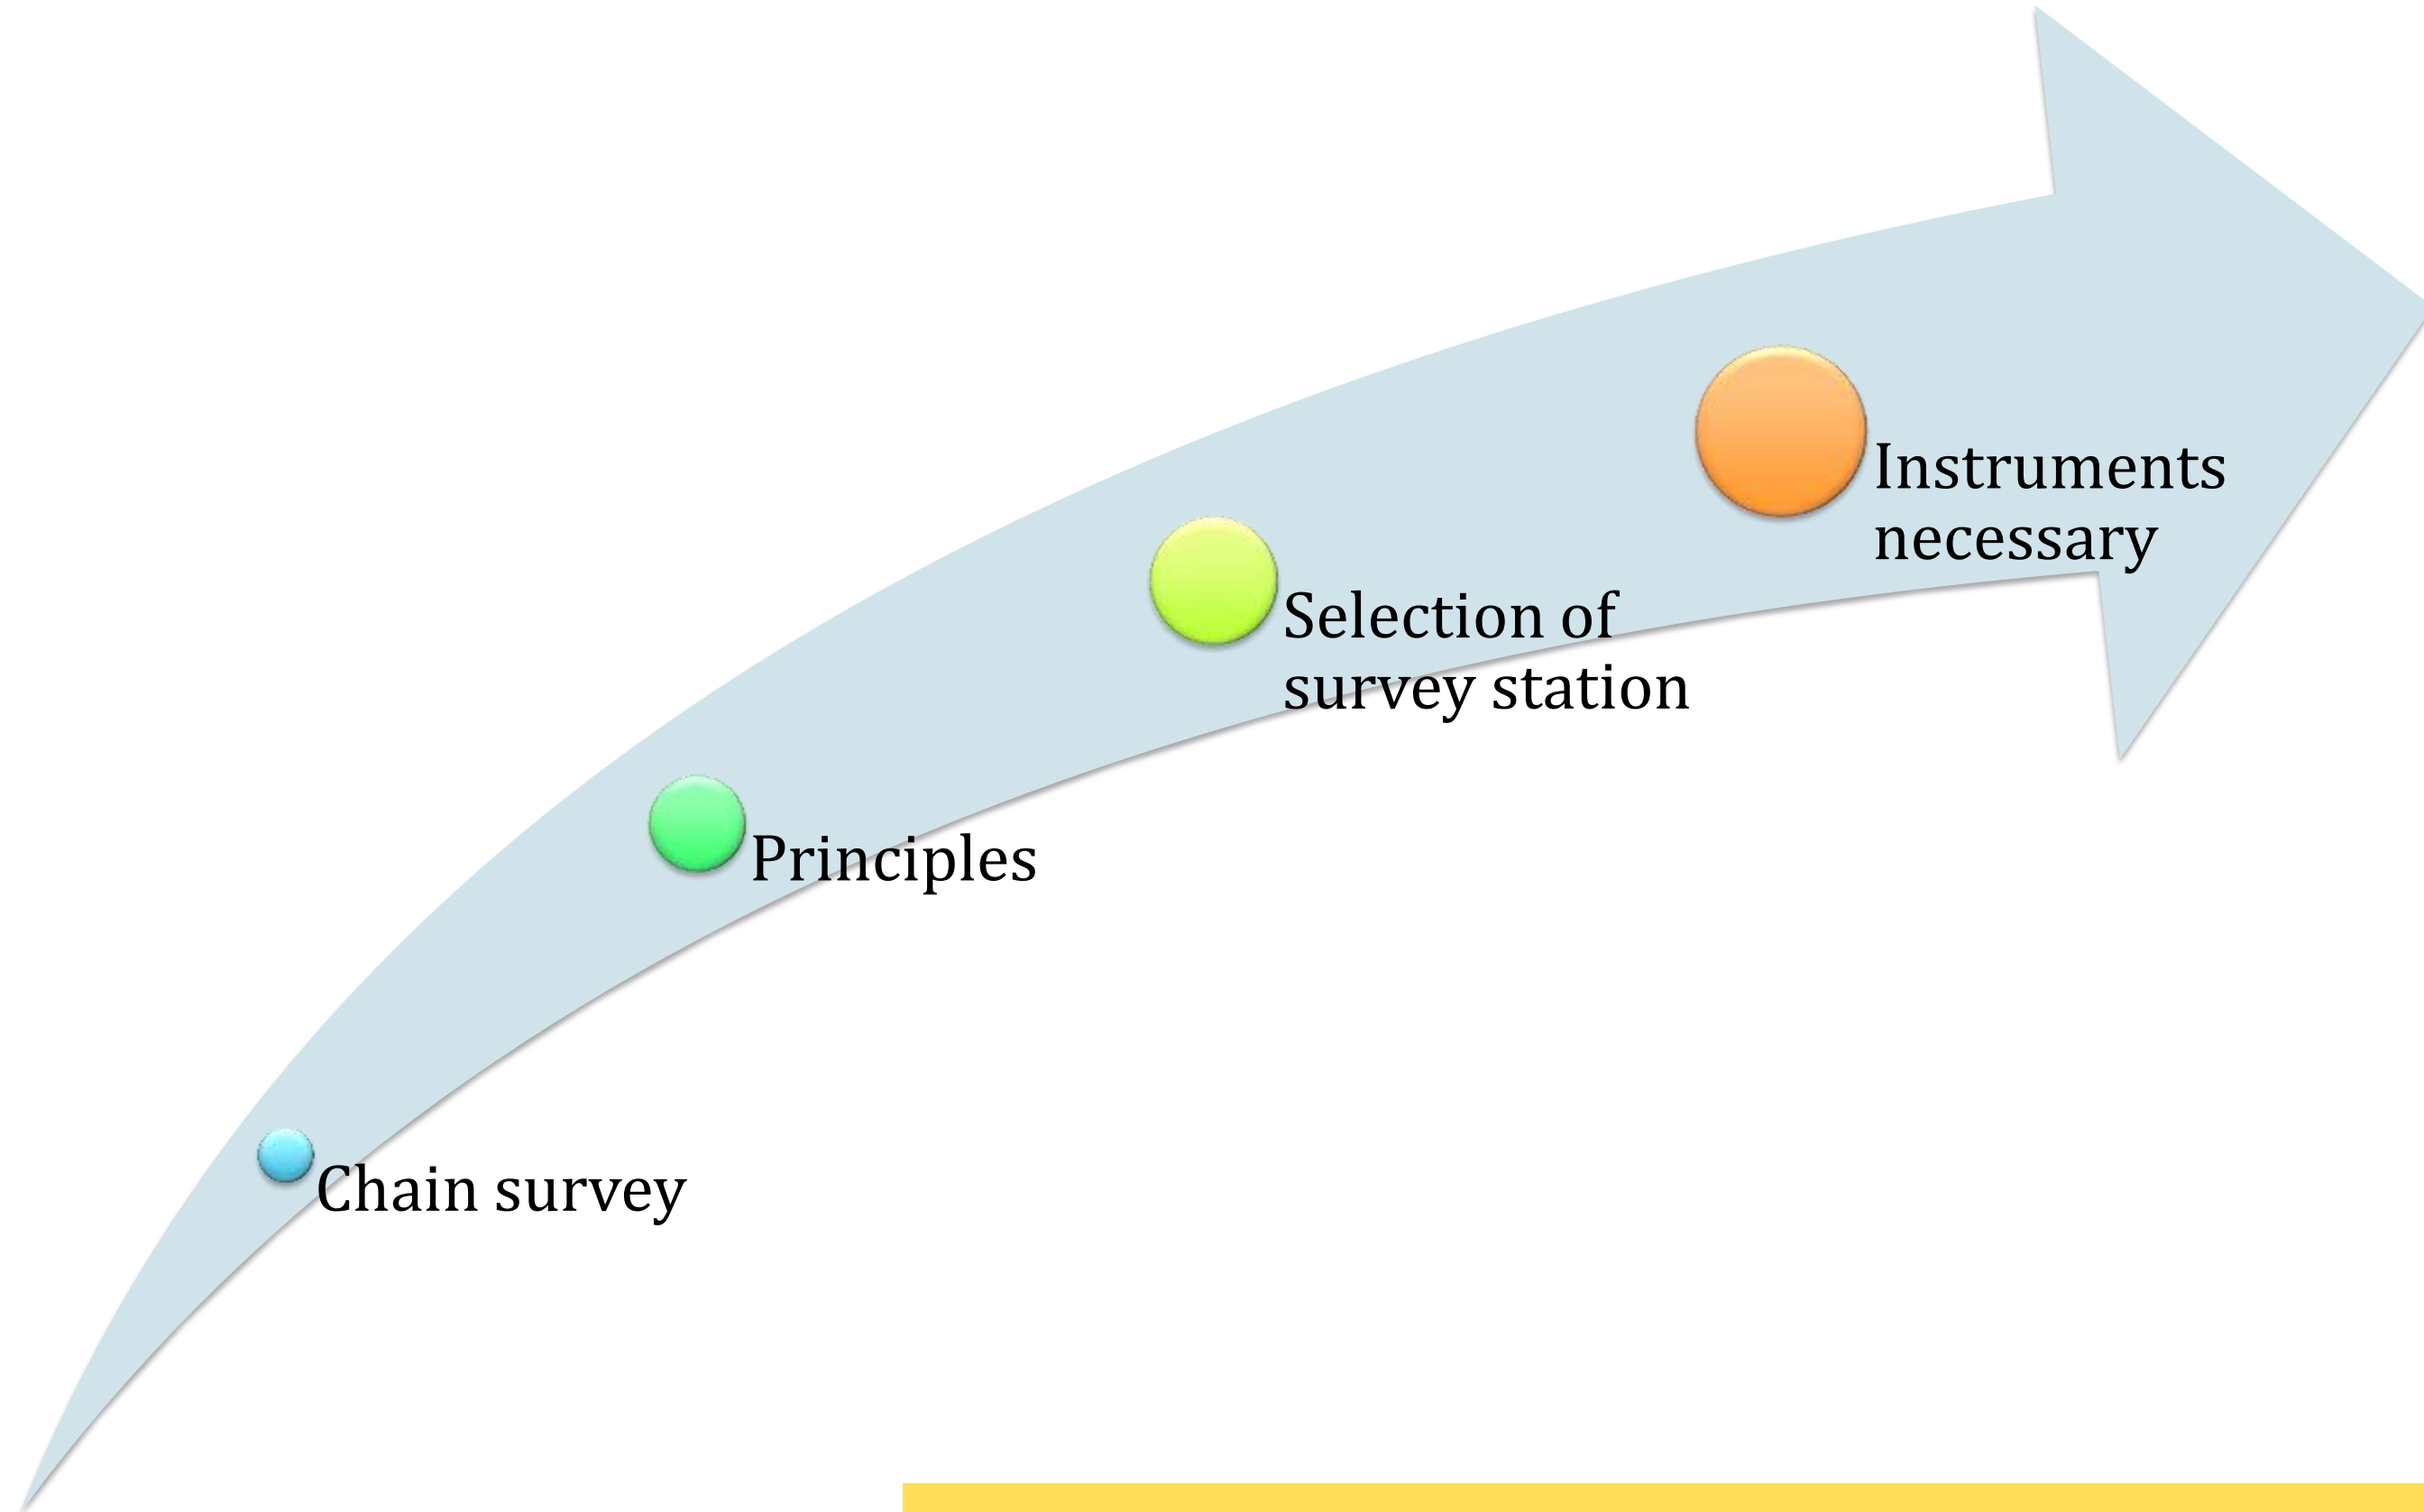 Chain survey
Principles
Selection of
survey station
Instruments
necessary